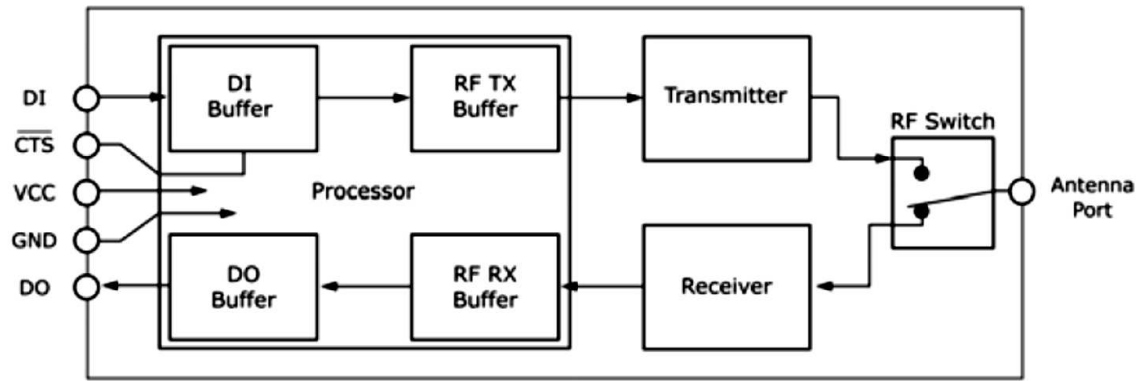 DI
CTS
VCC
GND
DO
DI
Buffer
RF TX
Buffer
Processor
DO
Buffer
RF RX
Buffer
Transmitter
Receiver
RF Switch
Antenna
Port